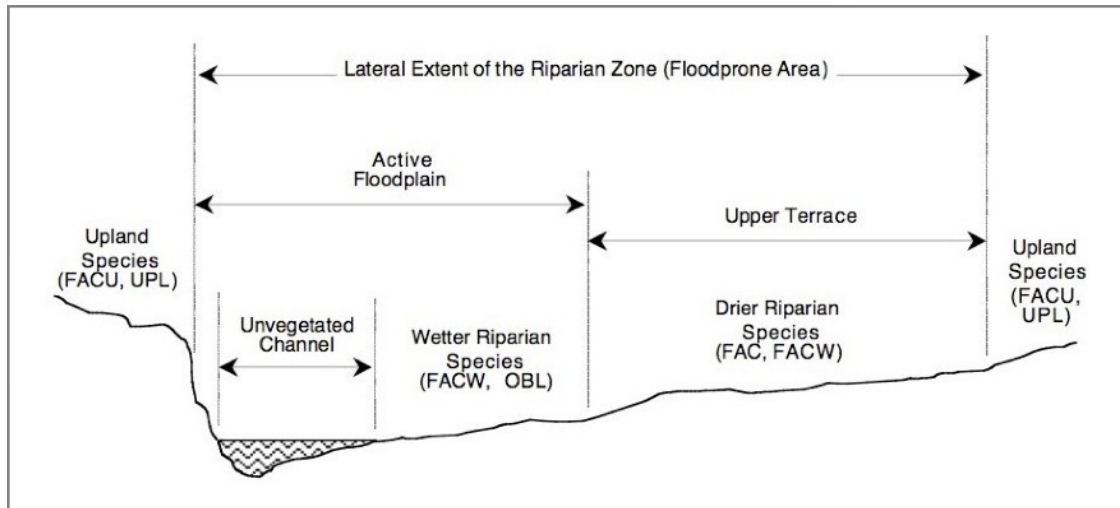 Lateral Extent of the Riparian Zone (Floodprone Area)
Active
Floodplain
Upper Terrace
Upland
Species
(FACU, UPL)
Unvegetated
Channel
Wetter Riparian
Species
(FACW, OBL)
Drier Riparian
Species
(FAC, FACW)
Upland
Species
(FACU,
UPL)